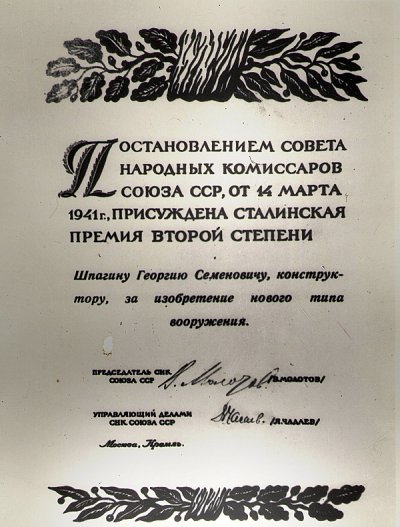 ПОСТАНОВЛЕНИЕМ СОВЕТА
НАРОДНЫХ КОМИССАРОВ
СОЮЗА ССР, ОТ 14 МАРТА
1941 г., ПРИСУЖДЕНА СТАЛИНСКАЯ
ПРЕМИЯ ВТОРОЙ СТЕПЕНИ
Шпагину Георгию Семеновичу, конструк-
тору, за изобретение нового типа
вооружения.
ПРЕДСЕДАТЕЛЬ СНК
СОЮЗА ССР В. Молотов /В. МОЛОТОВ/
УПРАВЛЯЮЩИЙ ДЕЛАМИ
СНК СОЮЗА ССР /Я. ЧАДАЕВ/
Москва, Кремль.